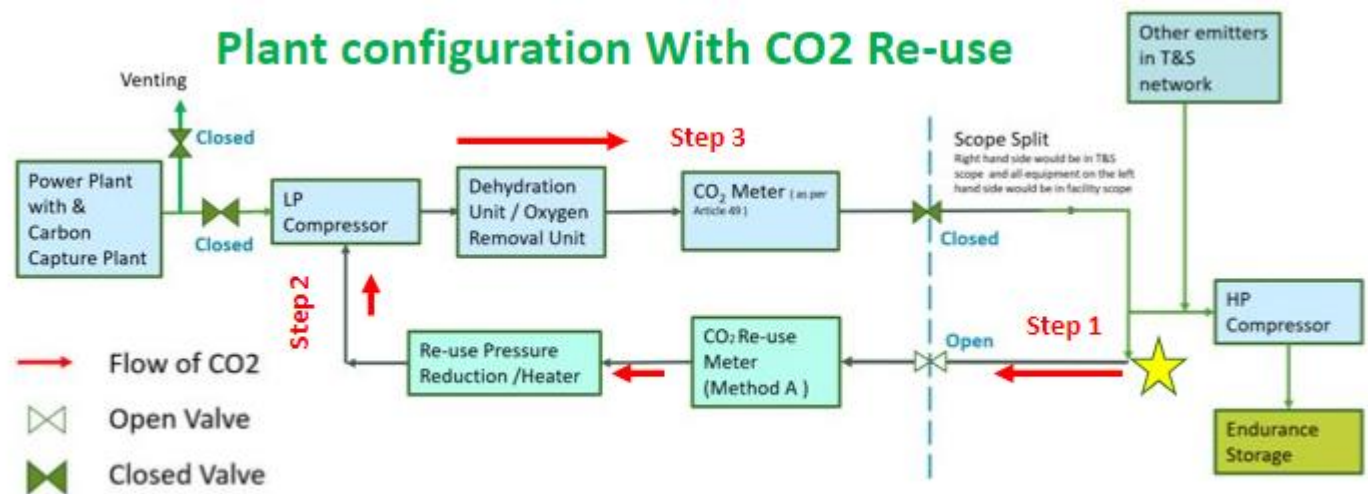 Plant configuration With CO2 Re-use
Other emitters
in T&S
network
Venting
Closed
Step 3
Scope Split
Right hand side would be in T&S
scope and all-equipment on the left
hand side would be in facility scope
Power Plant
with &
Carbon
Capture Plant
Closed
LP
Compressor
Dehydration
Unit / Oxygen
Removal Unit
CO₂ Meter ( as per
Article 49 )
Closed
Step 2
Re-use Pressure
Reduction /Heater
CO₂ Re-use
Meter
(Method A )
Open
Step 1
HP
Compressor
Endurance
Storage
Flow of CO2
Open Valve
Closed Valve